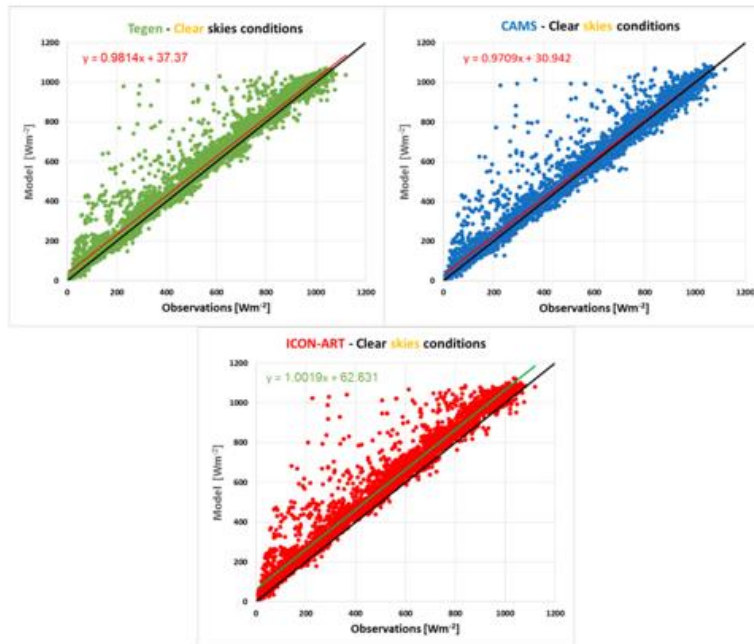 Tegen - Clear skies conditions
y = 0.9814x + 37.37
1200
1000
800
600
400
200
0
Model [Wm-2]
0 200 400 600 800 1000 1200
Observations [Wm-2]
CAMS - Clear skies conditions
y = 0.9709x + 30.942
1200
1000
800
600
400
200
0
Model [Wm-2]
0 200 400 600 800 1000 1200
Observations [Wm-2]
ICON-ART - Clear skies conditions
y = 1.0019x + 62.631
1200
1000
800
600
400
200
0
Model [Wm-2]
0 200 400 600 800 1000 1200
Observations [Wm-2]